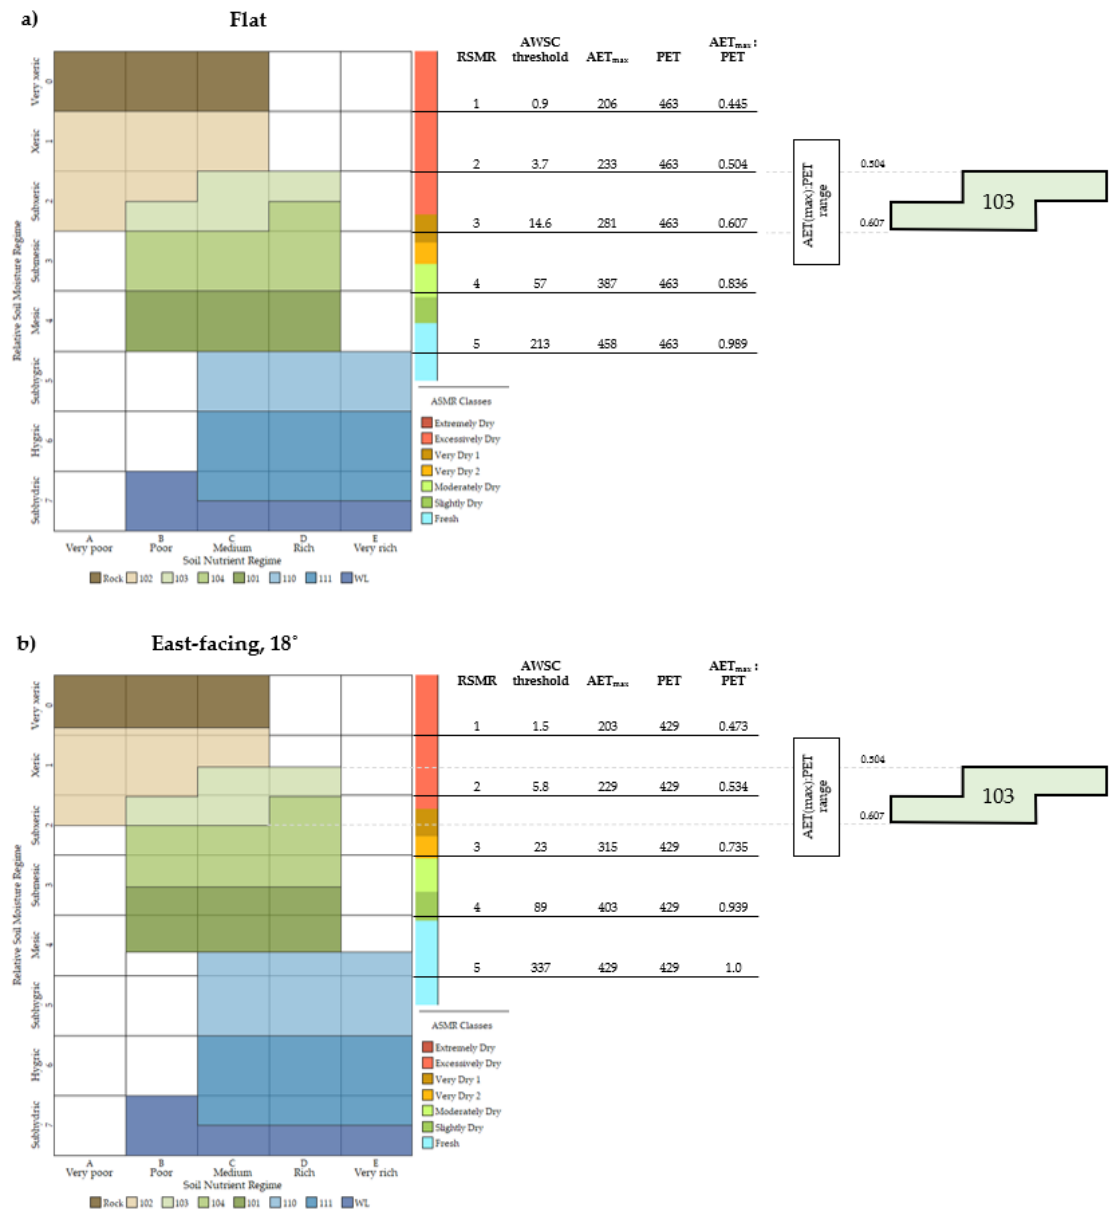 a)
Flat
RSMR
AWSC threshold
AETmax
PET
AETmax : PET
1 0.9 206 463 0.445
2 3.7 233 463 0.504
3 14.6 281 463 0.607
4 57 387 463 0.836
5 213 458 463 0.989
Relative Soil Moisture Regime
Very xeric 0
Xeric 1
Subxeric 2
Submesic 3
Mesic 4
Subhygric 5
Hygric 6
Subhydric 7
A B C D E
Very poor Poor Medium Rich Very rich
Soil Nutrient Regime
Rock 102 103 104 101 110 111 WL
ASMR Classes
Extremely Dry
Excessively Dry
Very Dry 1
Very Dry 2
Moderately Dry
Slightly Dry
Fresh
AET(max):PET
range
0.504
0.607
103
b)
East-facing, 18°
RSMR
AWSC threshold
AETmax
PET
AETmax : PET
1 1.5 203 429 0.473
2 5.8 229 429 0.534
3 23 315 429 0.735
4 89 403 429 0.939
5 337 429 429 1.0
Relative Soil Moisture Regime
Very xeric 0
Xeric 1
Subxeric 2
Submesic 3
Mesic 4
Subhygric 5
Hygric 6
Subhydric 7
A B C D E
Very poor Poor Medium Rich Very rich
Soil Nutrient Regime
Rock 102 103 104 101 110 111 WL
ASMR Classes
Extremely Dry
Excessively Dry
Very Dry 1
Very Dry 2
Moderately Dry
Slightly Dry
Fresh
AET(max):PET
range
0.504
0.607
103